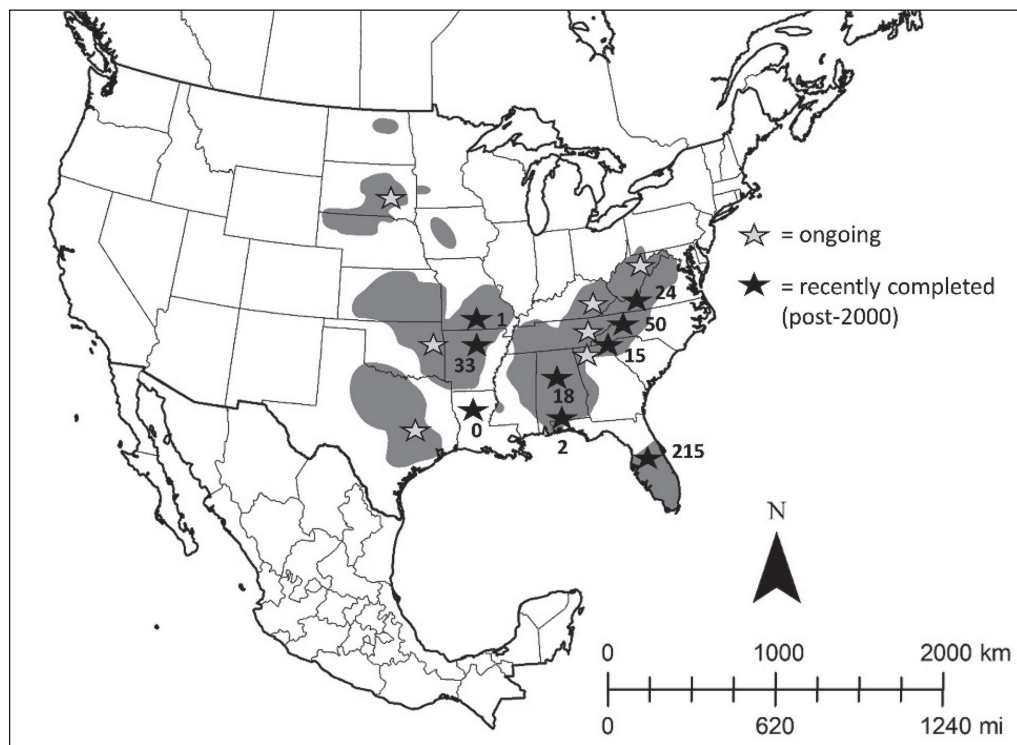 = ongoing
= recently completed
(post-2000)
24
1
50
33
15
18
0
2
215
N
0 1000 2000 km
0 620 1240 mi